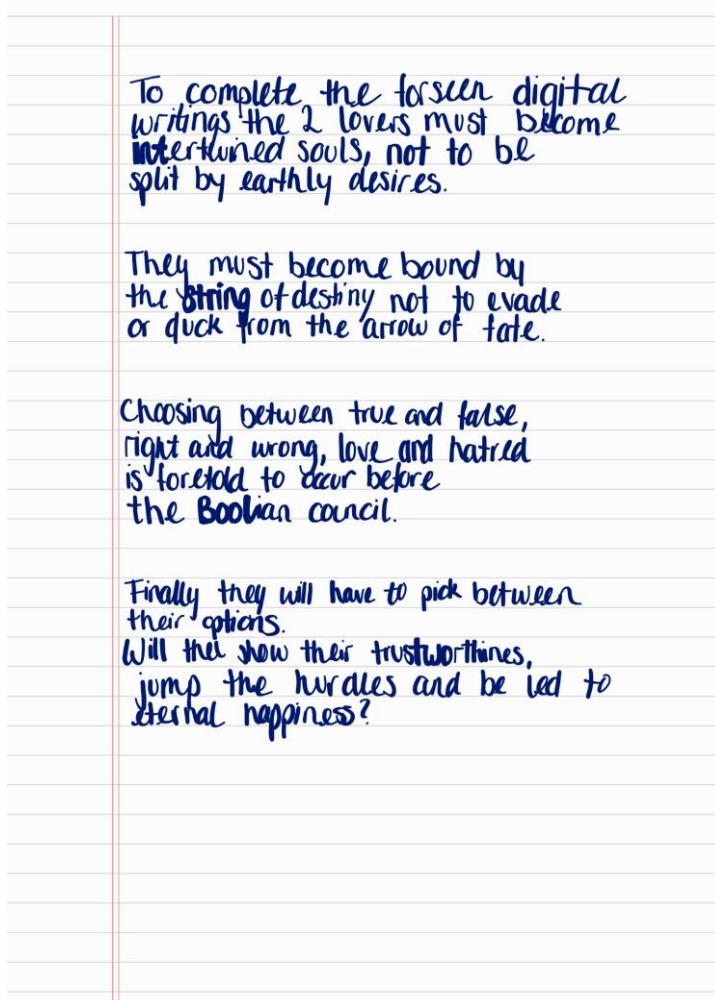 To complete the forseen digital
writings the 2 lovers must become
intertwined souls, not to be
split by earthly desires.
They must become bound by
the string of destiny not to evade
or duck from the arrow of fate.
Choosing between true and false,
right and wrong, love and hatred
is foretold to occur before
the Boolian council.
Finally they will have to pick between
their options.
Will thei show their trustworthines,
jump the hurdles and be led to
eternal happiness?